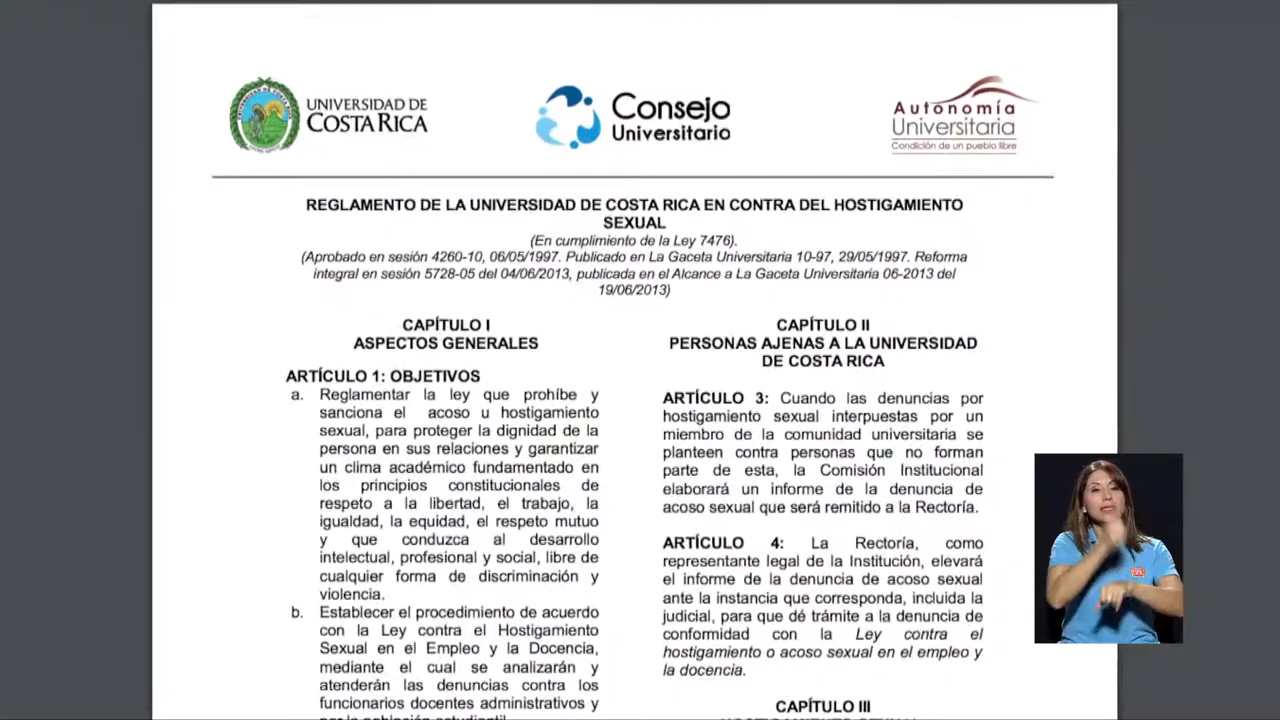 UNIVERSIDAD DE
COSTA RICA
Consejo
Universitario
Autonomía
Universitaria
Condición de un pueblo libre
REGLAMENTO DE LA UNIVERSIDAD DE COSTA RICA EN CONTRA DEL HOSTIGAMIENTO
SEXUAL
(En cumplimiento de la Ley 7476).
(Aprobado en sesión 4260-10, 06/05/1997. Publicado en La Gaceta Universitaria 10-97, 29/05/1997. Reforma
integral en sesión 5728-05 del 04/06/2013, publicada en el Alcance a La Gaceta Universitaria 06-2013 del
19/06/2013)
CAPÍTULO I
ASPECTOS GENERALES
ARTÍCULO 1: OBJETIVOS
a. Reglamentar la ley que prohíbe y
sanciona el acoso u hostigamiento
sexual, para proteger la dignidad de la
persona en sus relaciones y garantizar
un clima académico fundamentado en
los principios constitucionales de
respeto a la libertad, el trabajo, la
igualdad, la equidad, el respeto mutuo
y que conduzca al desarrollo
intelectual, profesional y social, libre de
cualquier forma de discriminación y
violencia.
b. Establecer el procedimiento de acuerdo
con la Ley contra el Hostigamiento
Sexual en el Empleo y la Docencia,
mediante el cual se analizarán y
atenderán las denuncias contra los
funcionarios docentes administrativos y
por la población estudiantil
CAPÍTULO II
PERSONAS AJENAS A LA UNIVERSIDAD
DE COSTA RICA
ARTÍCULO 3: Cuando las denuncias por
hostigamiento sexual interpuestas por un
miembro de la comunidad universitaria se
planteen contra personas que no forman
parte de esta, la Comisión Institucional
elaborará un informe de la denuncia de
acoso sexual que será remitido a la Rectoría.
ARTÍCULO 4: La Rectoría, como
representante legal de la Institución, elevará
el informe de la denuncia de acoso sexual
ante la instancia que corresponda, incluida la
judicial, para que dé trámite a la denuncia de
conformidad con la Ley contra el
hostigamiento o acoso sexual en el empleo y
la docencia.
CAPÍTULO III